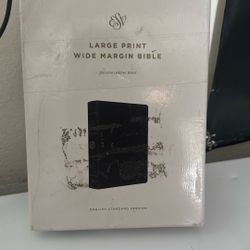 ESV
LARGE PRINT
WIDE MARGIN BIBLE
ENGLISH STANDARD VERSION